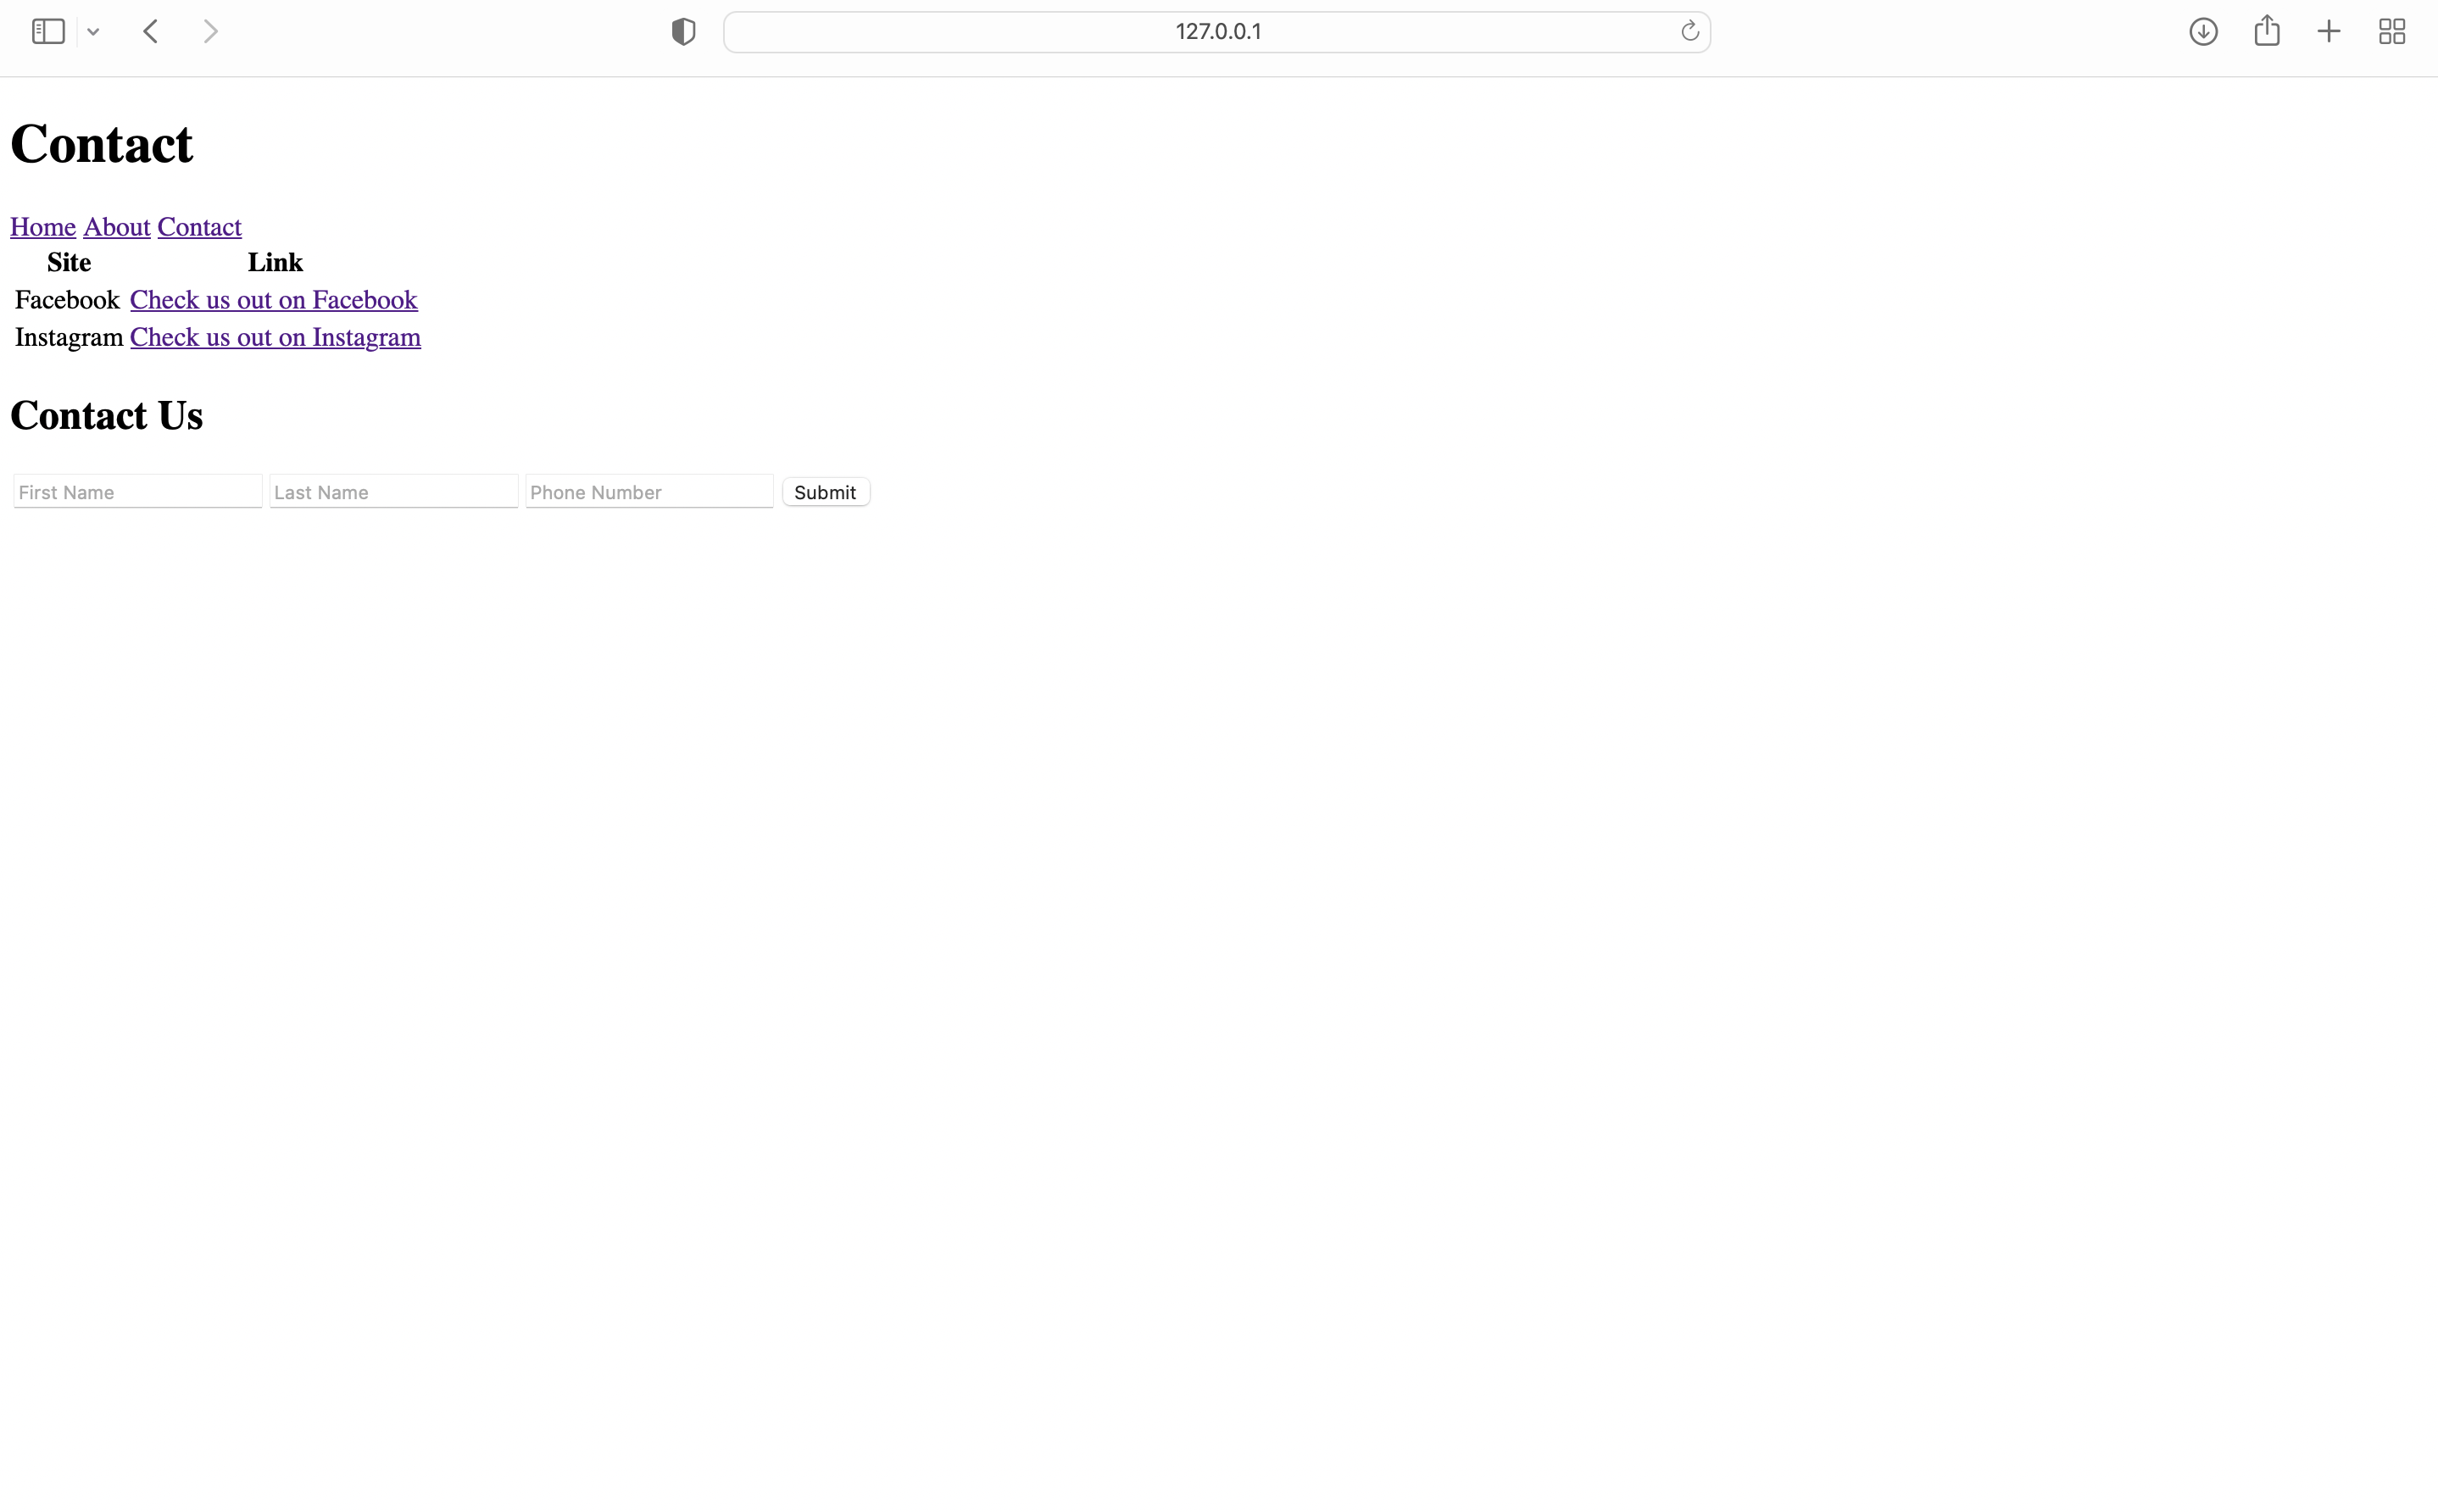 127.0.0.1
Contact
Home About Contact
Site Link
Facebook Check us out on Facebook
Instagram Check us out on Instagram
Contact Us
First Name Last Name Phone Number Submit